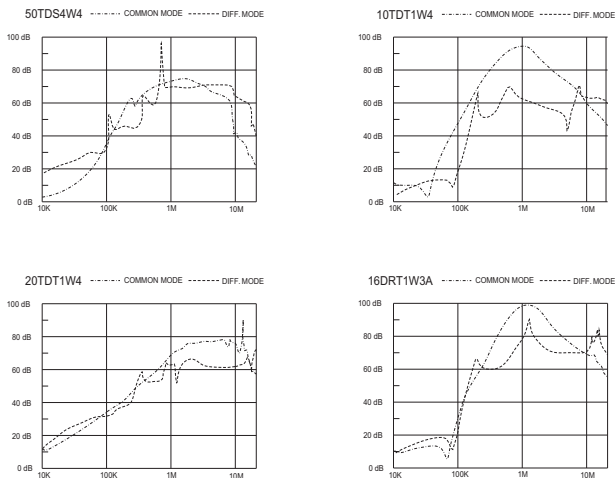 50TDS4W4 COMMON MODE DIFF. MODE
100 dB
80 dB
60 dB
40 dB
20 dB
0 dB
10K 100K 1M 10M
10TDT1W4 COMMON MODE DIFF. MODE
100 dB
80 dB
60 dB
40 dB
20 dB
0 dB
10K 100K 1M 10M
20TDT1W4 COMMON MODE DIFF. MODE
100 dB
80 dB
60 dB
40 dB
20 dB
0 dB
10K 100K 1M 10M
16DRT1W3A COMMON MODE DIFF. MODE
100 dB
80 dB
60 dB
40 dB
20 dB
0 dB
10K 100K 1M 10M